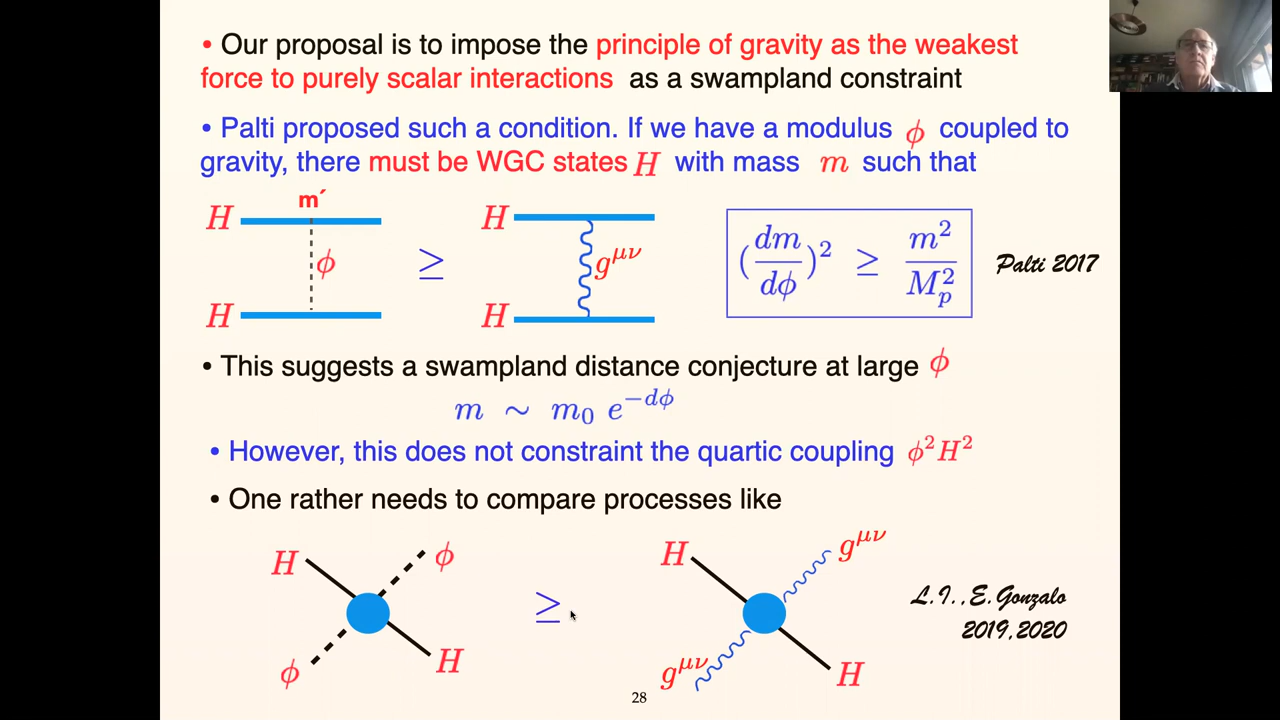 • Our proposal is to impose the principle of gravity as the weakest
force to purely scalar interactions as a swampland constraint
• Palti proposed such a condition. If we have a modulus ϕ coupled to
gravity, there must be WGC states H with mass m such that
m´
H
ϕ
H
≥
H
g^{μν}
H
(dm/dϕ)² ≥ m²/M_p²
Palti 2017
• This suggests a swampland distance conjecture at large ϕ
m ∼ m₀ e^{−dϕ}
• However, this does not constraint the quartic coupling ϕ²H²
• One rather needs to compare processes like
H
ϕ
ϕ
H
≥
H
g^{μν}
g^{μν}
H
L.I.,E.Gonzalo
2019,2020
28